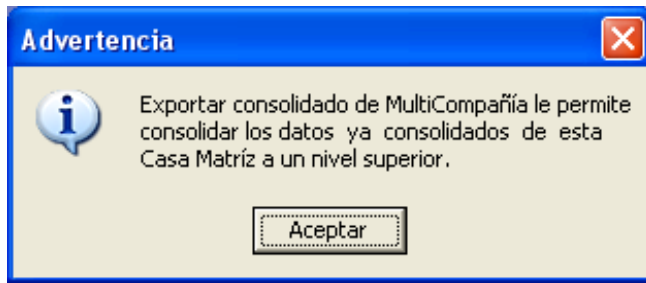 Advertencia
Exportar consolidado de MultiCompañía le permite
consolidar los datos ya consolidados de esta
Casa Matríz a un nivel superior.
Aceptar